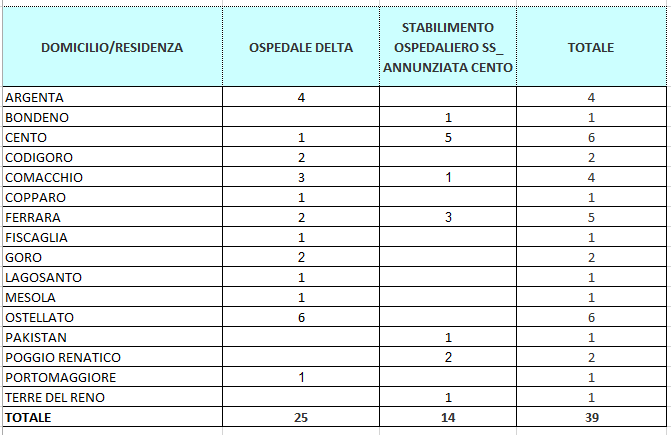 DOMICILIO/RESIDENZA OSPEDALE DELTA STABILIMENTO OSPEDALIERO SS_ ANNUNZIATA CENTO TOTALE
ARGENTA 4 4
BONDENO 1 1
CENTO 1 5 6
CODIGORO 2 2
COMACCHIO 3 1 4
COPPARO 1 1
FERRARA 2 3 5
FISCAGLIA 1 1
GORO 2 2
LAGOSANTO 1 1
MESOLA 1 1
OSTELLATO 6 6
PAKISTAN 1 1
POGGIO RENATICO 2 2
PORTOMAGGIORE 1 1
TERRE DEL RENO 1 1
TOTALE 25 14 39